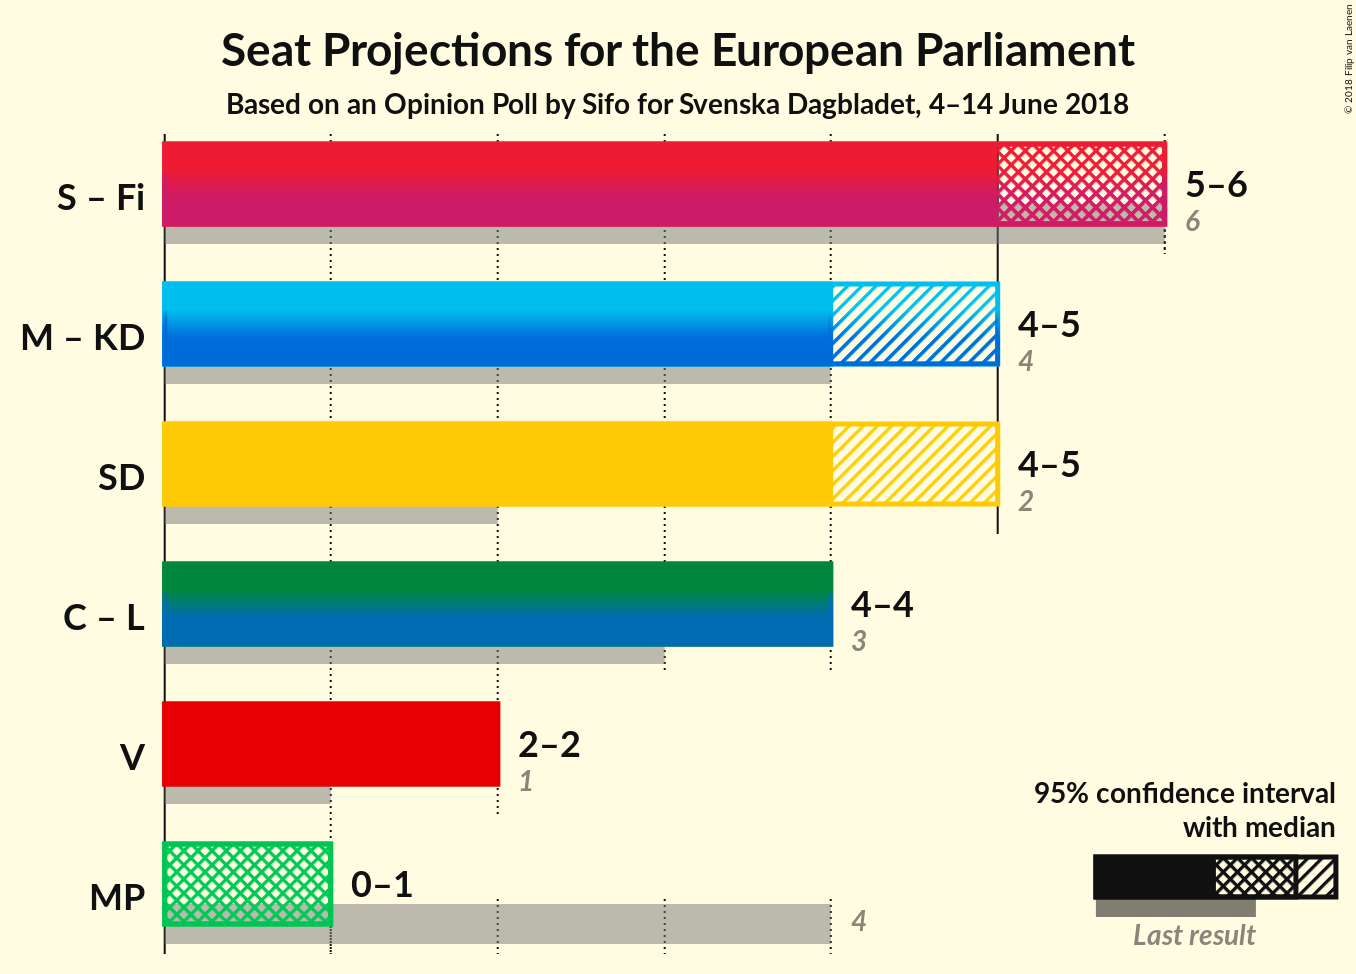 Seat Projections for the European Parliament
Based on an Opinion Poll by Sifo for Svenska Dagbladet, 4–14 June 2018
© 2018 Filip van Laenen
S – Fi
5–6
6
M – KD
4–5
4
SD
4–5
2
C – L
4–4
3
V
2–2
1
MP
0–1
4
95% confidence interval
with median
Last result